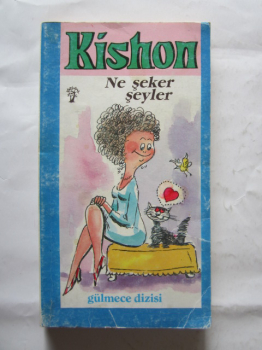 Kishon
Ne şeker
şeyler
gülmece dizisi